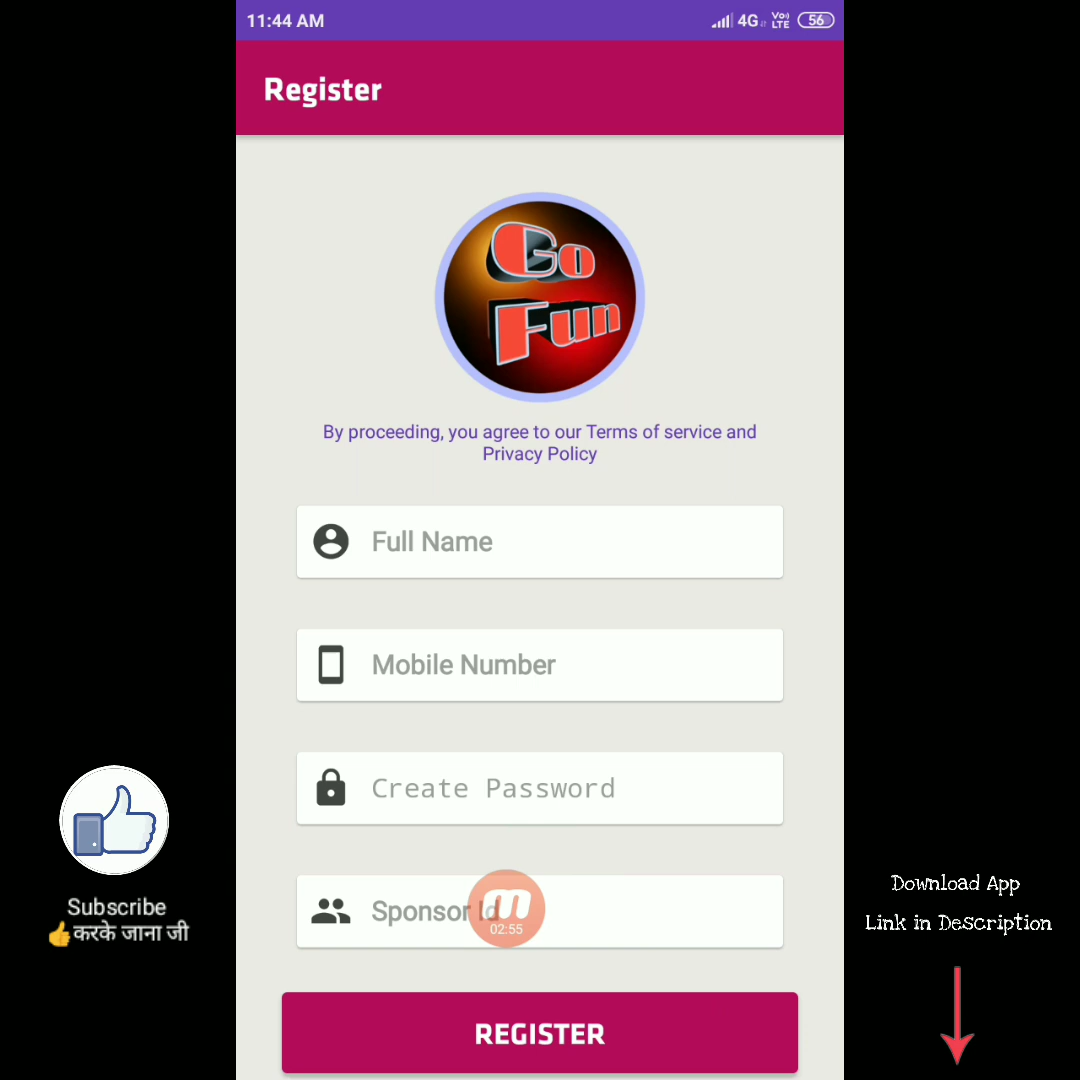 11:44 AM
4G Vo) LTE 56
Register
Go
Fun
By proceeding, you agree to our Terms of service and
Privacy Policy
Full Name
Mobile Number
Create Password
Sponsor Id
02:55
REGISTER
Subscribe
👍करके जाना जी
Download App
Link in Description